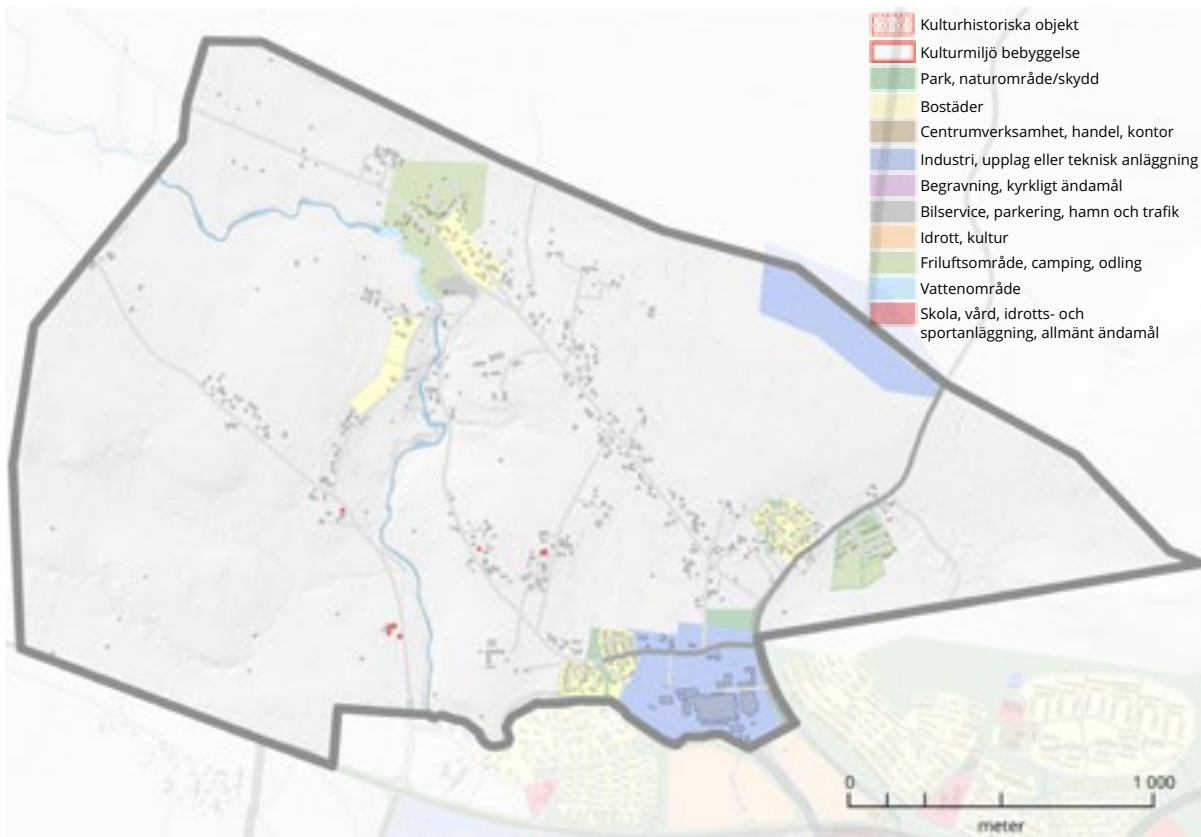 Kulturhistoriska objekt
Kulturmiljö bebyggelse
Park, naturområde/skydd
Bostäder
Centrumverksamhet, handel, kontor
Industri, upplag eller teknisk anläggning
Begravning, kyrkligt ändamål
Bilservice, parkering, hamn och trafik
Idrott, kultur
Friluftsområde, camping, odling
Vattenområde
Skola, vård, idrotts- och
sportanläggning, allmänt ändamål
0 1 000
meter